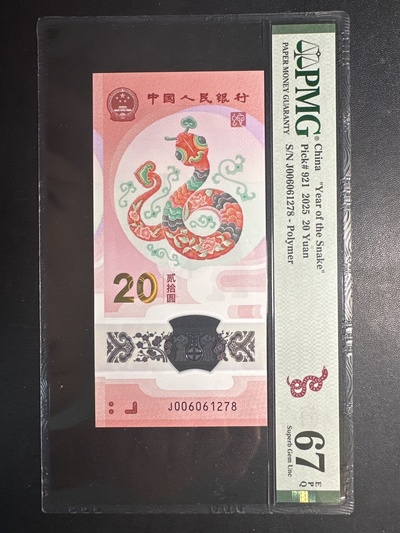 中国人民银行
20
贰拾圆
J006061278
PMG
PAPER MONEY GUARANTY
China "Year of the Snake"
Pick# 921 2025 20 Yuan
S/N J006061278 - Polymer
67 EPQ
Superb Gem Unc